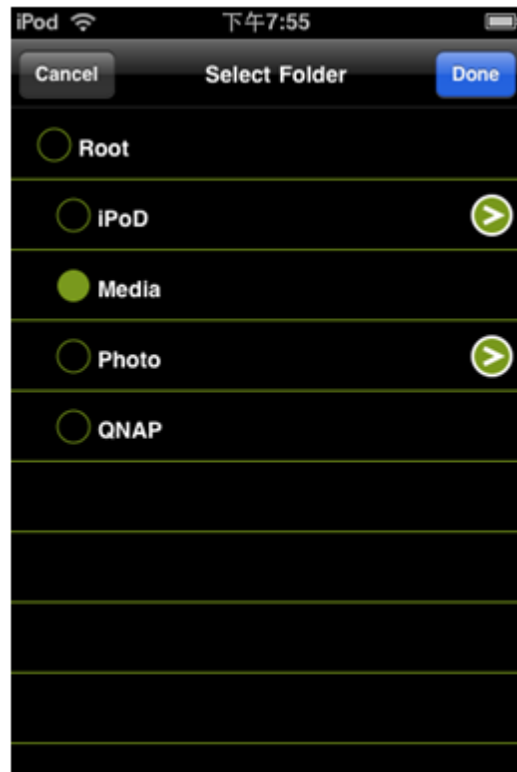 iPod 下午7:55
Cancel Select Folder Done
Root
iPoD
Media
Photo
QNAP